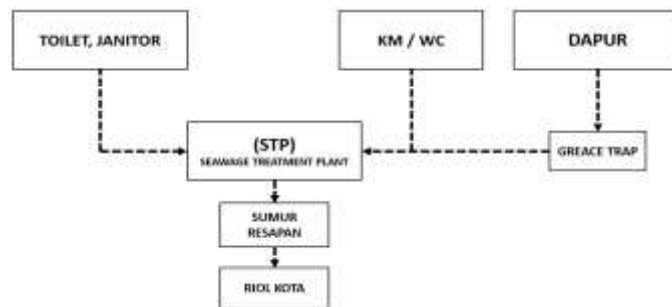 TOILET, JANITOR
KM / WC
DAPUR
(STP)
SEAWAGE TREATMENT PLANT
GREACE TRAP
SUMUR
RESAPAN
RIOL KOTA